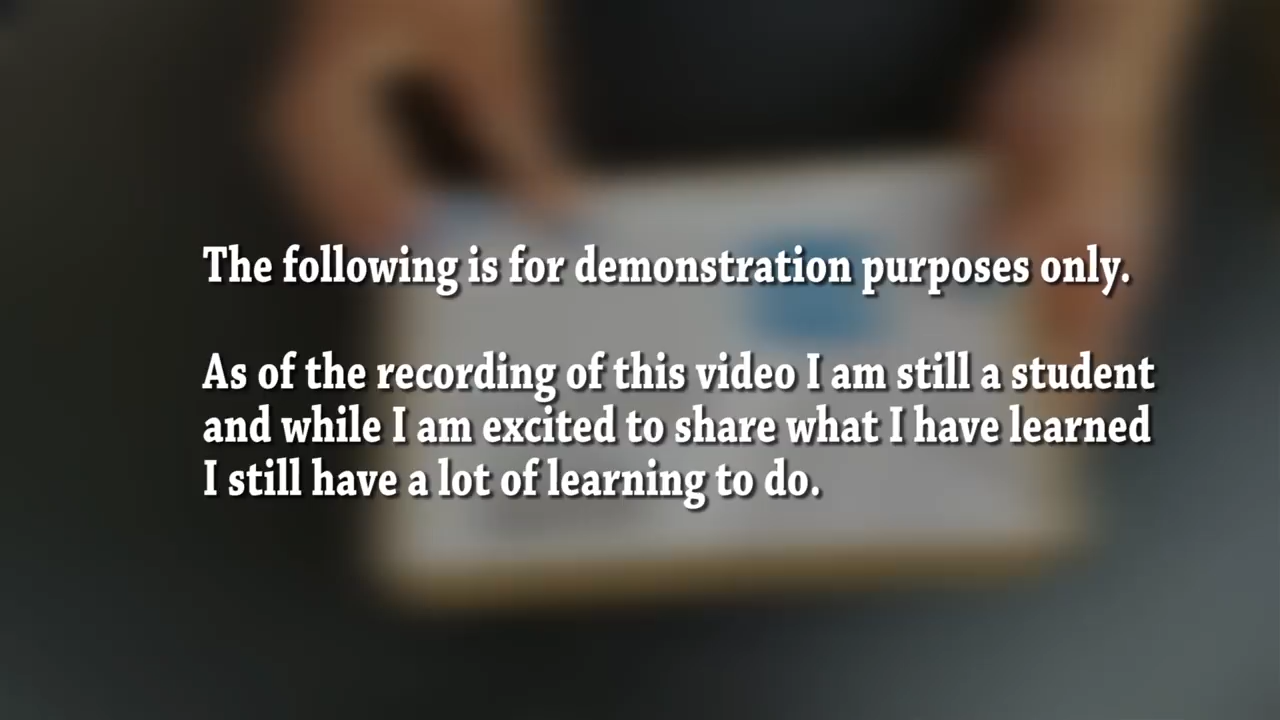 The following is for demonstration purposes only.
As of the recording of this video I am still a student
and while I am excited to share what I have learned
I still have a lot of learning to do.